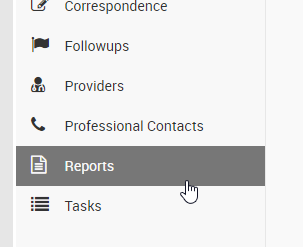 Correspondence
Followups
Providers
Professional Contacts
Reports
Tasks